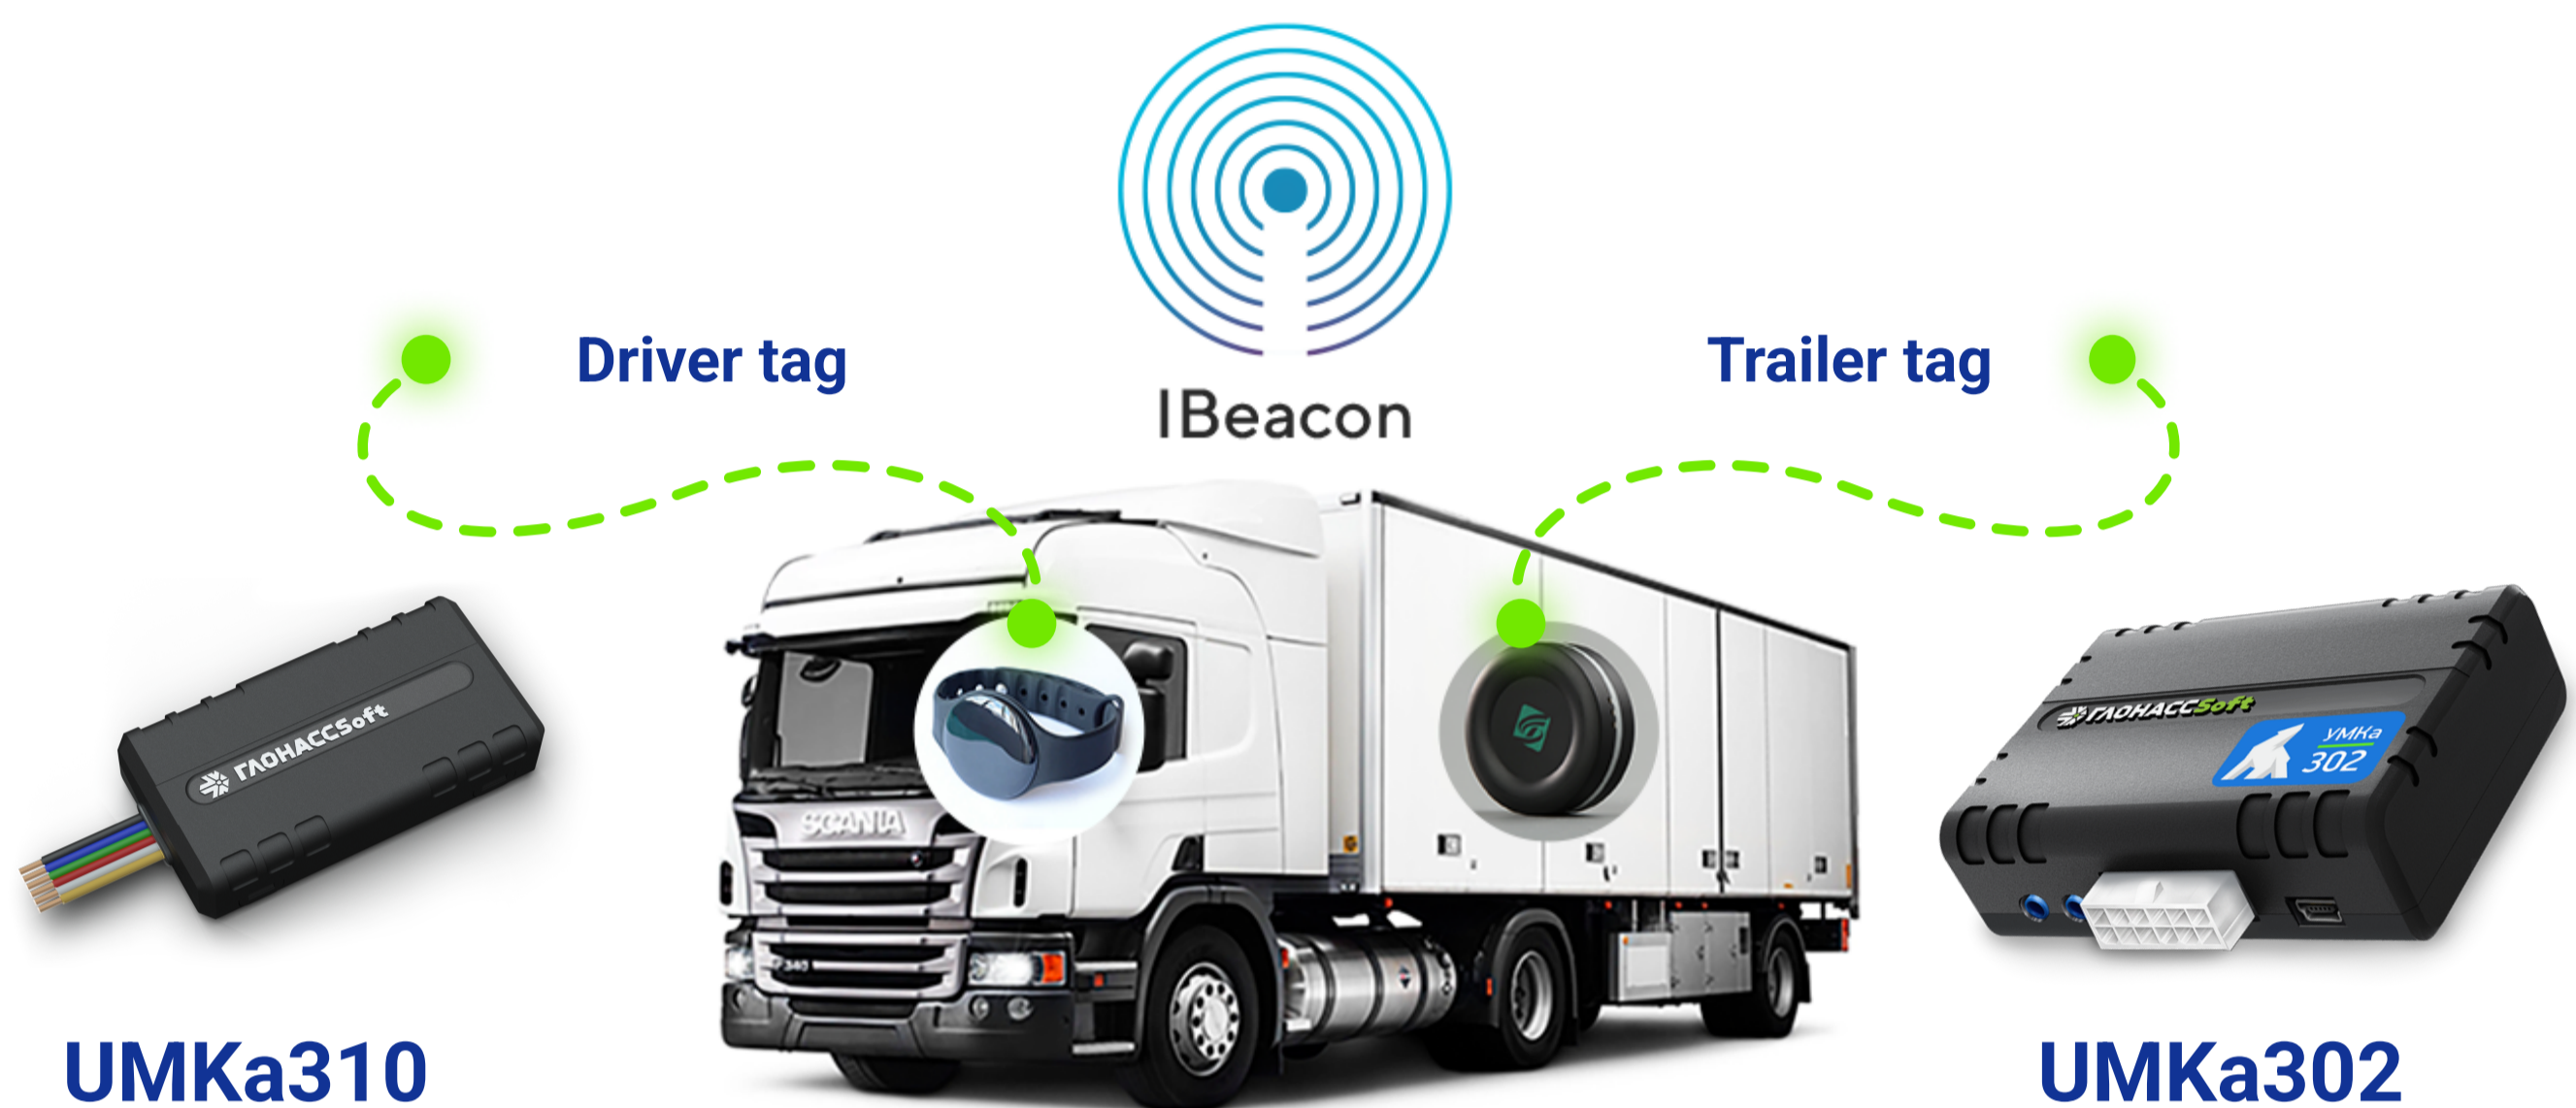 Driver tag
Trailer tag
IBeacon
ГЛОНАССSoft
ГЛОНАССSoft
УМКа
302
SCANIA
UMKa310
UMKa302